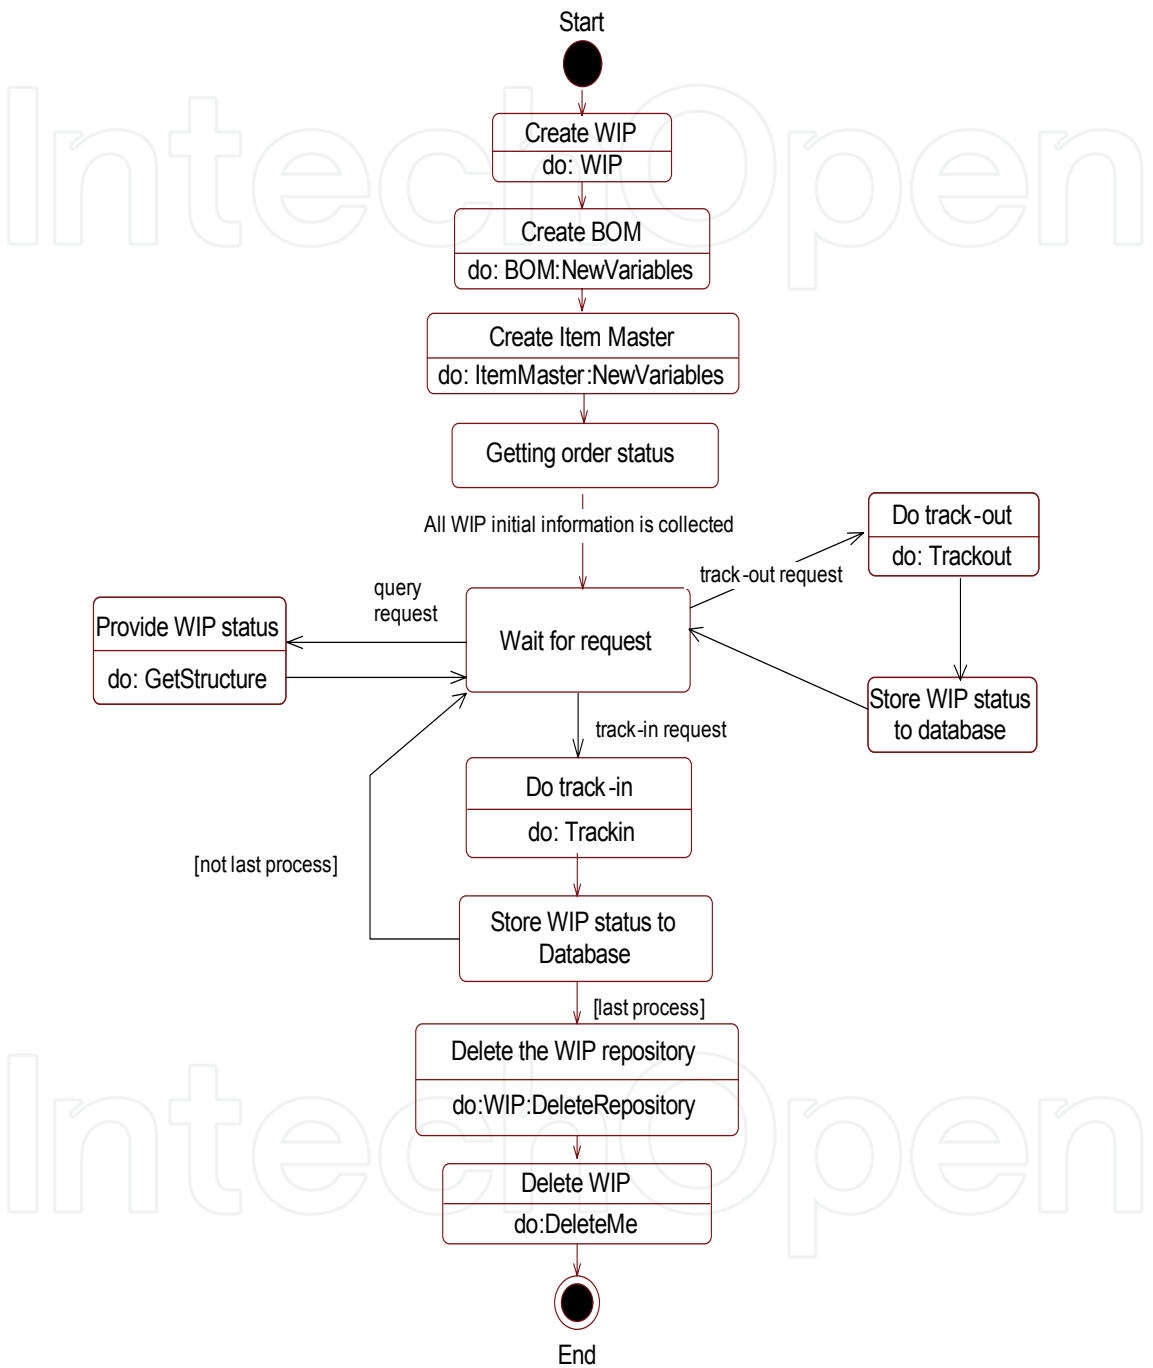 Start
Create WIP
do: WIP
Create BOM
do: BOM:NewVariables
Create Item Master
do: ItemMaster:NewVariables
Getting order status
All WIP initial information is collected
Do track-out
do: Trackout
track-out request
query
request
Provide WIP status
do: GetStructure
Wait for request
Store WIP status
to database
track-in request
Do track-in
do: Trackin
[not last process]
Store WIP status to
Database
[last process]
Delete the WIP repository
do:WIP:DeleteRepository
Delete WIP
do:DeleteMe
End
IntechOpen
IntechOpen